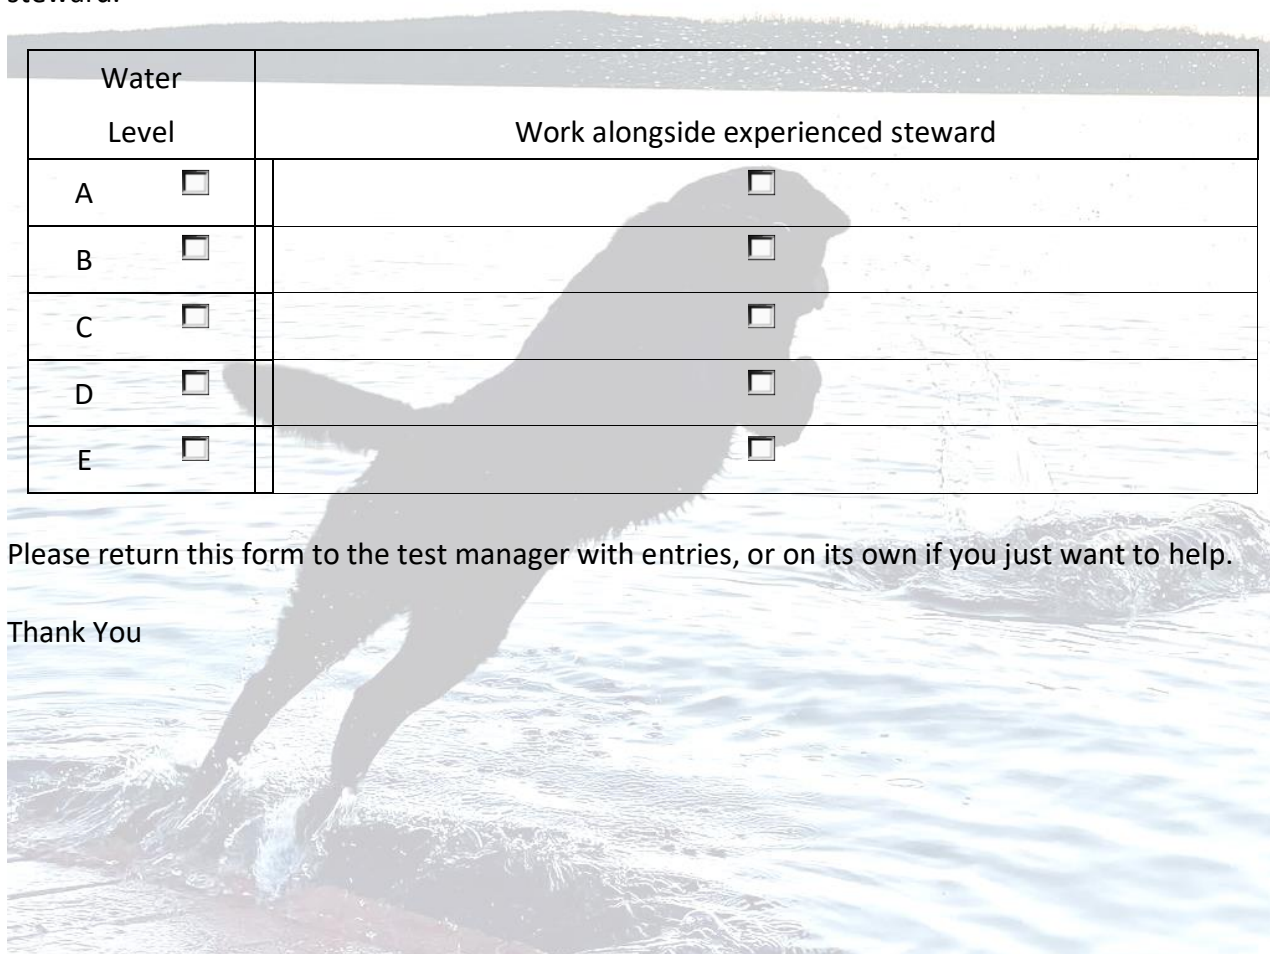 steward.
Water
Level
Work alongside experienced steward
A
B
C
D
E
Please return this form to the test manager with entries, or on its own if you just want to help.
Thank You